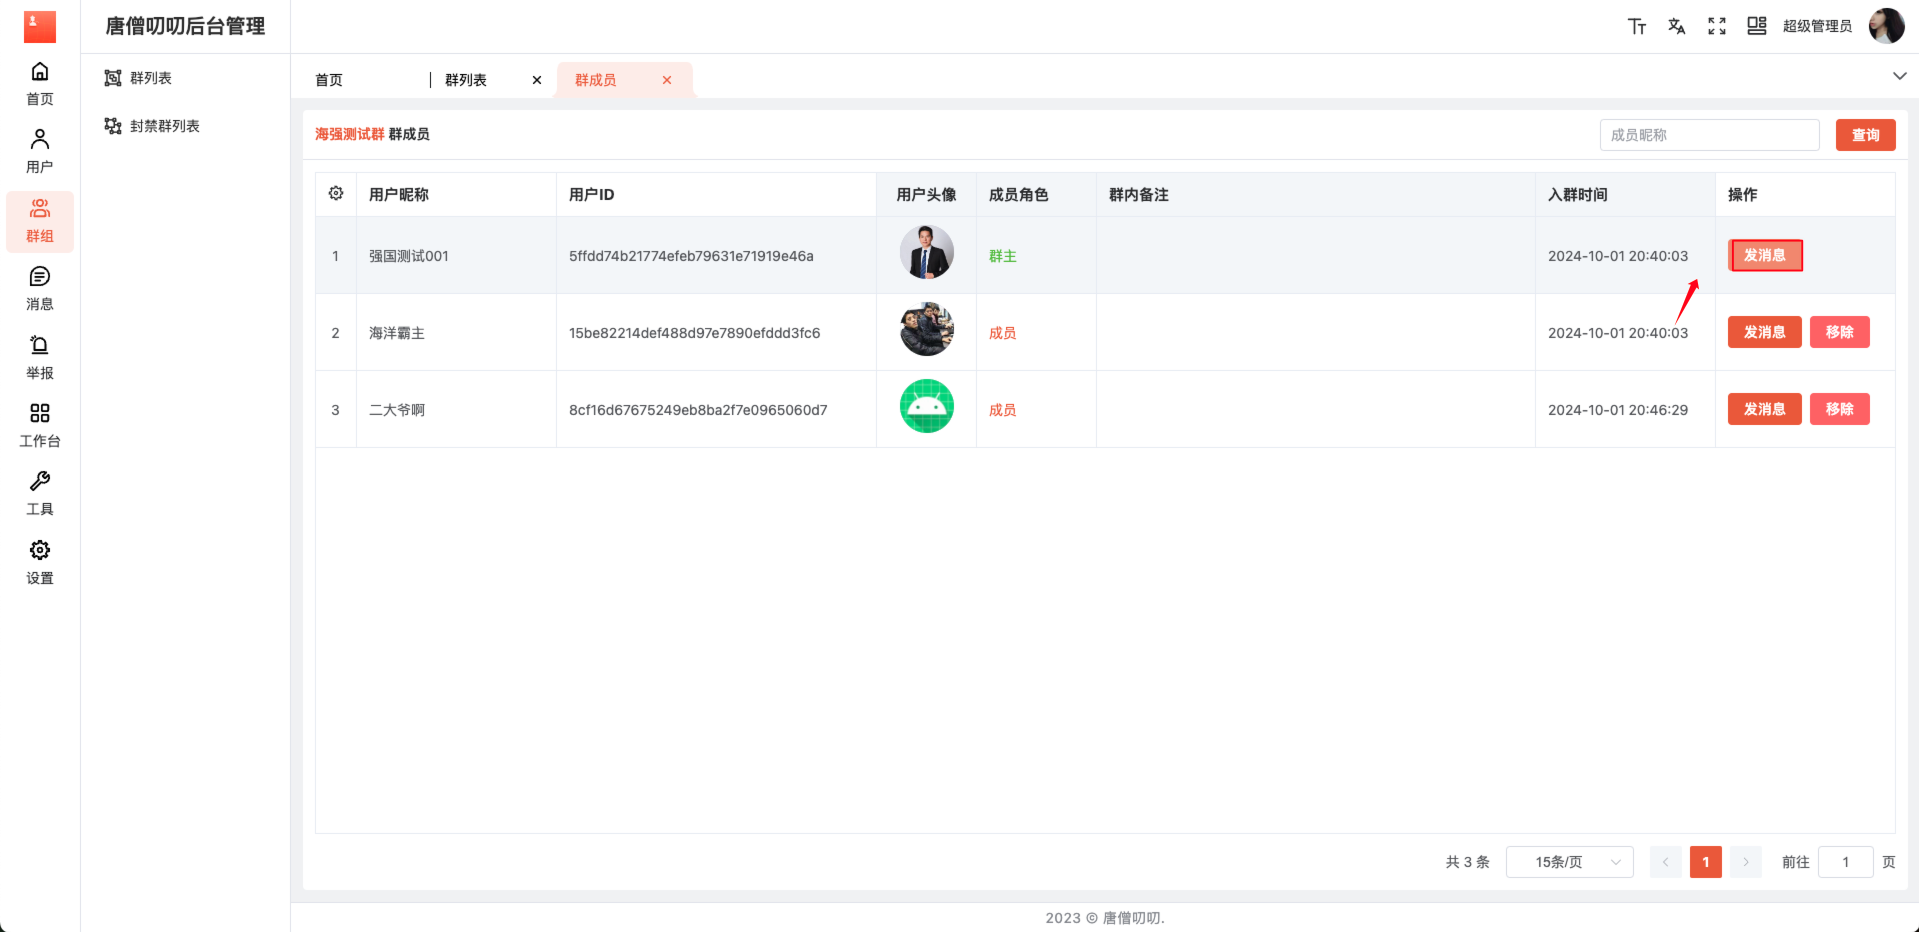 唐僧叨叨后台管理
超级管理员
首页
用户
群组
消息
举报
工作台
工具
设置
群列表
封禁群列表
首页 群列表 群成员
海强测试群 群成员
成员昵称 查询
用户昵称 用户ID 用户头像 成员角色 群内备注 入群时间 操作
1 强国测试001 5ffdd74b21774efeb79631e71919e46a 群主 2024-10-01 20:40:03 发消息
2 海洋霸主 15be82214def488d97e7890efddd3fc6 成员 2024-10-01 20:40:03 发消息 移除
3 二大爷啊 8cf16d67675249eb8ba2f7e0965060d7 成员 2024-10-01 20:46:29 发消息 移除
共 3 条 15条/页 1 前往 1 页
2023 © 唐僧叨叨.